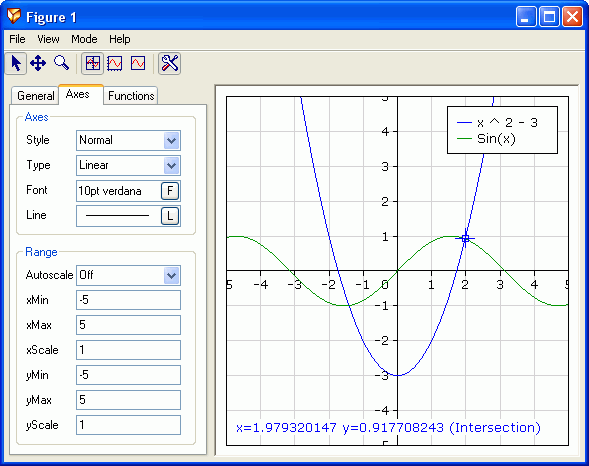 Figure 1
File View Mode Help
General Axes Functions
Axes
Style Normal
Type Linear
Font 10pt verdana F
Line L
Range
Autoscale Off
xMin -5
xMax 5
xScale 1
yMin -5
yMax 5
yScale 1
x ^ 2 - 3
Sin(x)
5
4
3
2
1
0
-1
-2
-3
-4
-5
5 -4 -3 -2 -1 0 1 2 3 4 5
x=1.979320147 y=0.917708243 (Intersection)